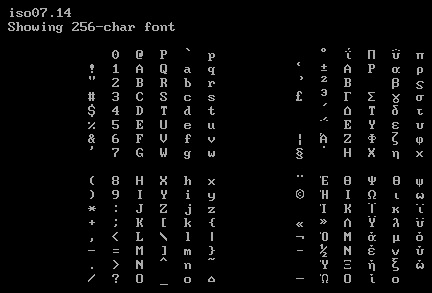 iso07.14
Showing 256-char font
0 @ P ` p ° ΐ Π ΰ π
! 1 A Q a q ‘ ± Α Ρ α ρ
" 2 B R b r ’ ² Β β ς
# 3 C S c s £ ³ Γ Σ γ σ
$ 4 D T d t ΄ Δ Τ δ τ
% 5 E U e u ΅ Ε Υ ε υ
& 6 F V f v ¦ Ά Ζ Φ ζ φ
' 7 G W g w § · Η Χ η χ
( 8 H X h x ¨ Έ Θ Ψ θ ψ
) 9 I Y i y © Ή Ι Ω ι ω
* : J Z j z Ί Κ Ϊ κ ϊ
+ ; K [ k { « » Λ Ϋ λ ϋ
, < L \ l | ¬ Ό Μ ά μ ό
- = M ] m } - ½ Ν έ ν ύ
. > N ^ n ~ Ύ Ξ ή ξ ώ
/ ? O _ o ⌂ ― Ώ Ο ί ο